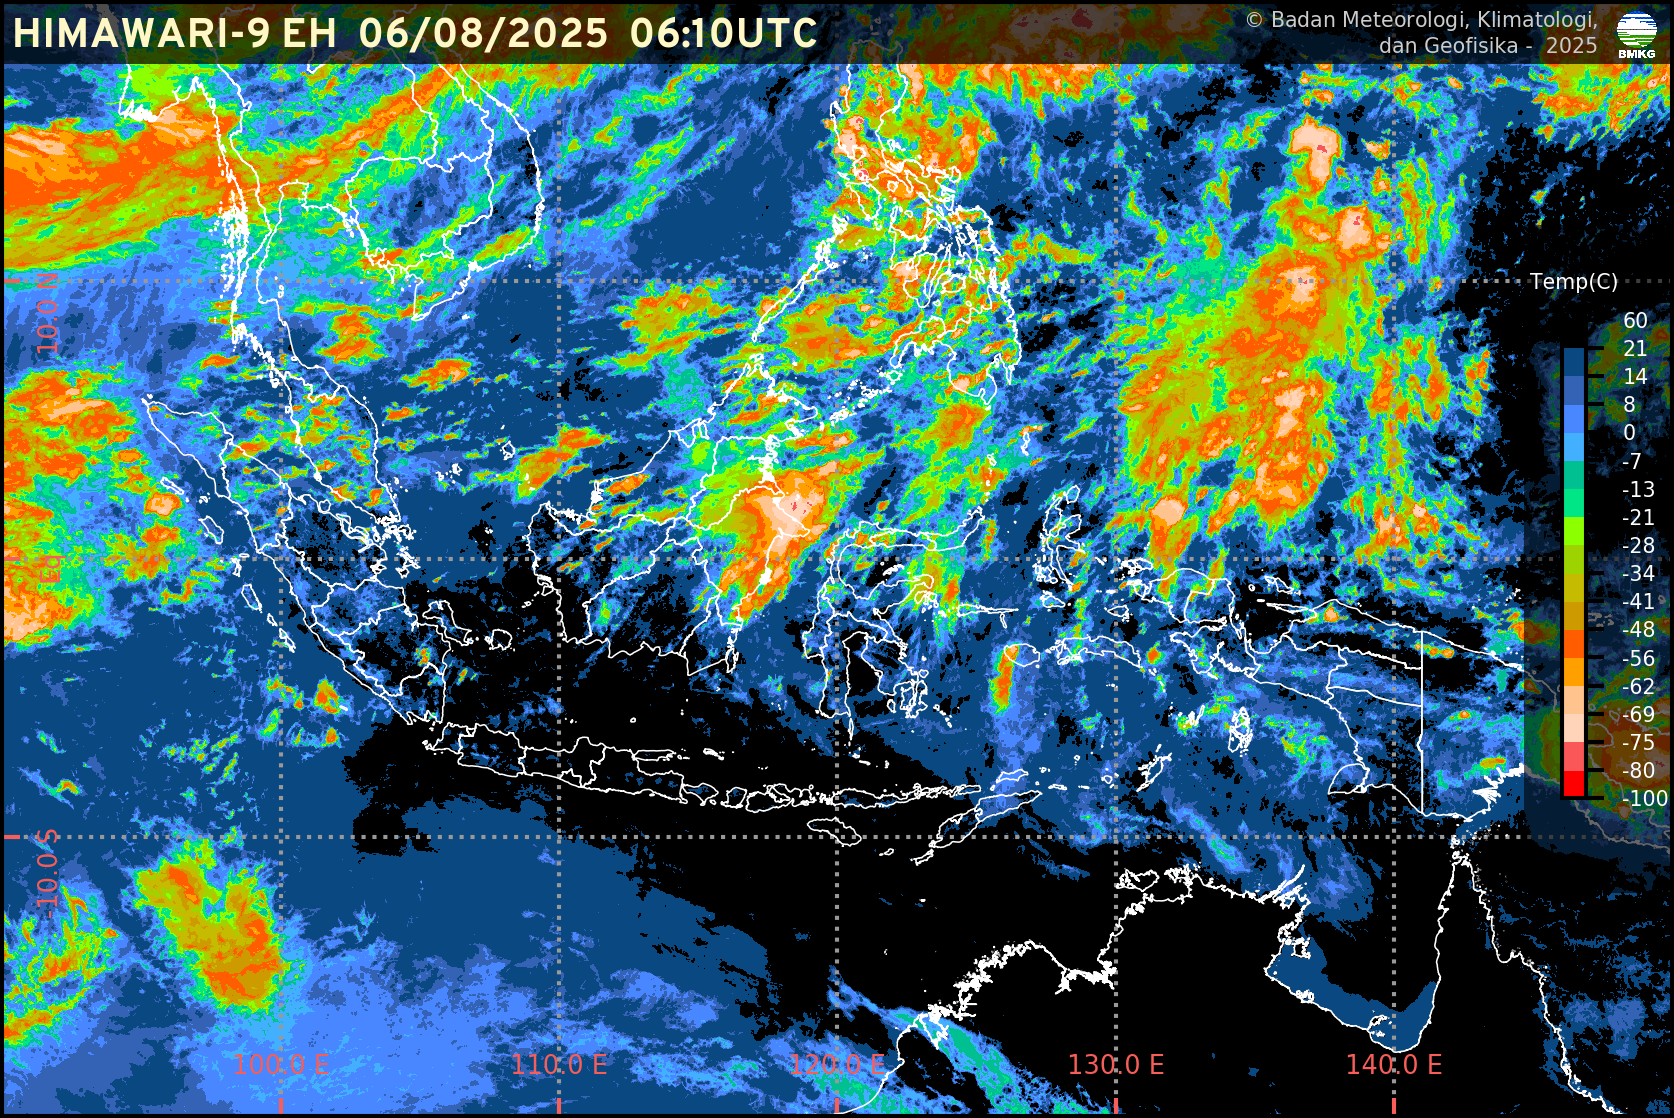 HIMAWARI-9 EH 06/08/2025 06:10UTC
© Badan Meteorologi, Klimatologi,
dan Geofisika - 2025
BMKG
Temp(C)
60
21
14
8
0
-7
-13
-21
-28
-34
-41
-48
-56
-62
-69
-75
-80
-100
10.0 N
EQ
-10.0 S
100.0 E
110.0 E
120.0 E
130.0 E
140.0 E